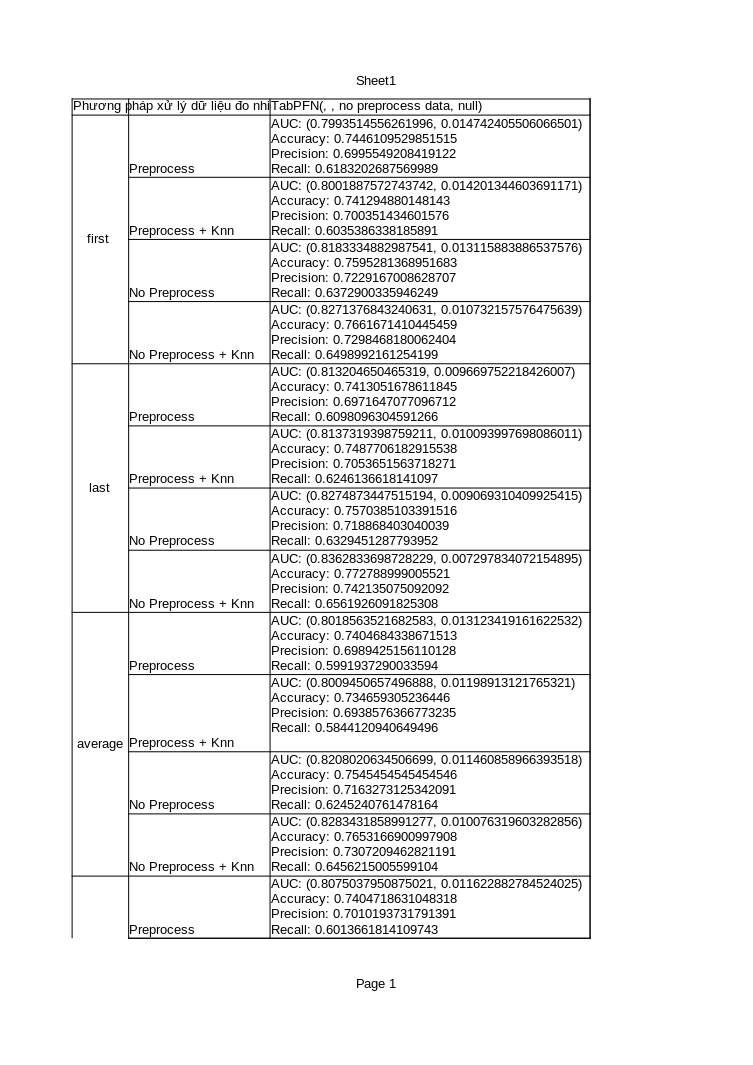 Sheet1
Phương pháp xử lý dữ liệu đo nhi TabPFN(, , no preprocess data, null)
first
Preprocess
AUC: (0.7993514556261996, 0.014742405506066501)
Accuracy: 0.7446109529851515
Precision: 0.6995549208419122
Recall: 0.6183202687569989
Preprocess + Knn
AUC: (0.8001887572743742, 0.014201344603691171)
Accuracy: 0.741294880148143
Precision: 0.700351434601576
Recall: 0.6035386338185891
No Preprocess
AUC: (0.8183334882987541, 0.013115883886537576)
Accuracy: 0.7595281368951683
Precision: 0.7229167008628707
Recall: 0.6372900335946249
No Preprocess + Knn
AUC: (0.8271376843240631, 0.010732157576475639)
Accuracy: 0.7661671410445459
Precision: 0.7298468180062404
Recall: 0.6498992161254199
last
Preprocess
AUC: (0.813204650465319, 0.009669752218426007)
Accuracy: 0.7413051678611845
Precision: 0.6971647077096712
Recall: 0.6098096304591266
Preprocess + Knn
AUC: (0.8137319398759211, 0.010093997698086011)
Accuracy: 0.7487706182915538
Precision: 0.7053651563718271
Recall: 0.6246136618141097
No Preprocess
AUC: (0.8274873447515194, 0.009069310409925415)
Accuracy: 0.7570385103391516
Precision: 0.718868403040039
Recall: 0.6329451287793952
No Preprocess + Knn
AUC: (0.8362833698728229, 0.007297834072154895)
Accuracy: 0.772788999005521
Precision: 0.742135075092092
Recall: 0.6561926091825308
average
Preprocess
AUC: (0.8018563521682583, 0.013123419161622532)
Accuracy: 0.7404684338671513
Precision: 0.6989425156110128
Recall: 0.5991937290033594
Preprocess + Knn
AUC: (0.8009450657496888, 0.01198913121765321)
Accuracy: 0.734659305236446
Precision: 0.6938576366773235
Recall: 0.5844120940649496
No Preprocess
AUC: (0.8208020634506699, 0.011460858966393518)
Accuracy: 0.7545454545454546
Precision: 0.7163273125342091
Recall: 0.6245240761478164
No Preprocess + Knn
AUC: (0.8283431858991277, 0.010076319603282856)
Accuracy: 0.7653166900997908
Precision: 0.7307209462821191
Recall: 0.6456215005599104
Preprocess
AUC: (0.8075037950875021, 0.011622882784524025)
Accuracy: 0.7404718631048318
Precision: 0.7010193731791391
Recall: 0.6013661814109743
Page 1